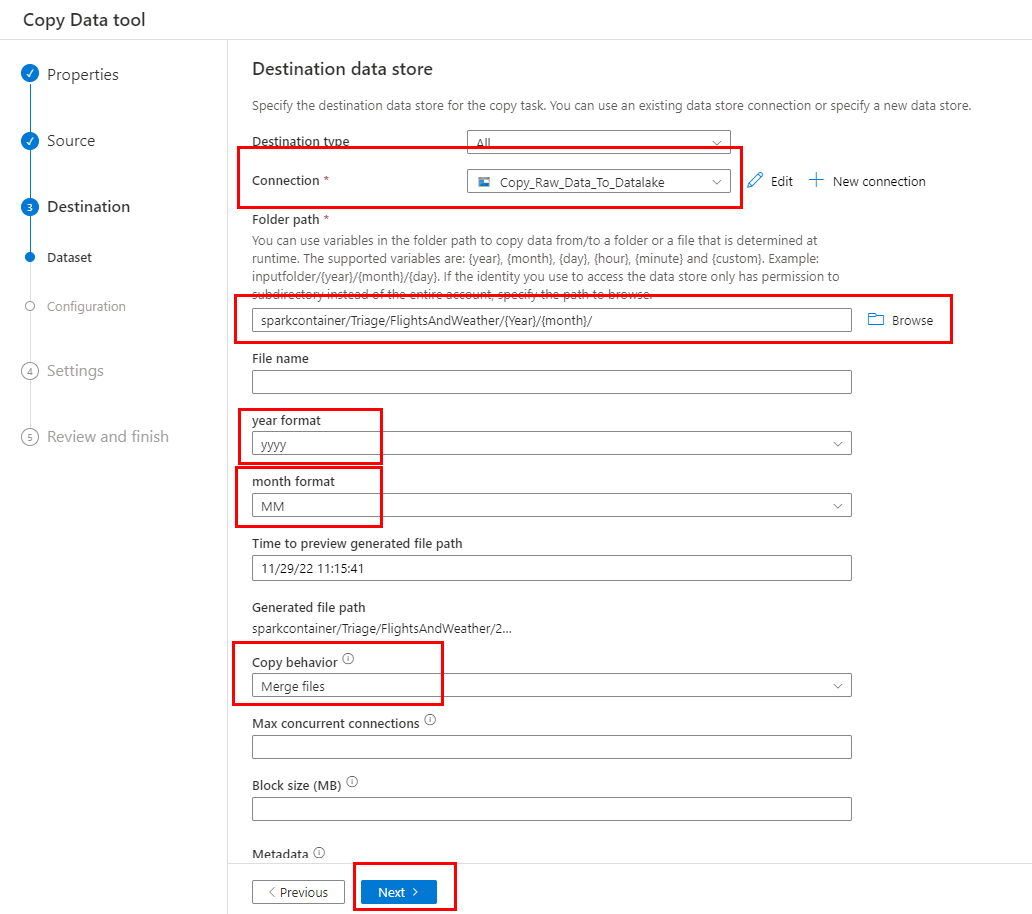 Copy Data tool
Properties
Source
3 Destination
Dataset
Configuration
4 Settings
5 Review and finish
Destination data store
Specify the destination data store for the copy task. You can use an existing data store connection or specify a new data store.
Destination type All
Connection * Copy_Raw_Data_To_Datalake Edit New connection
Folder path *
You can use variables in the folder path to copy data from/to a folder or a file that is determined at
runtime. The supported variables are: {year}, {month}, {day}, {hour}, {minute} and {custom}. Example:
inputfolder/{year}/{month}/{day}. If the identity you use to access the data store only has permission to
subdirectory instead of the entire account, specify the path to browse.
sparkcontainer/Triage/FlightsAndWeather/{Year}/{month}/ Browse
File name
year format
yyyy
month format
MM
Time to preview generated file path
11/29/22 11:15:41
Generated file path
sparkcontainer/Triage/FlightsAndWeather/2...
Copy behavior
Merge files
Max concurrent connections
Block size (MB)
Metadata
< Previous
Next >